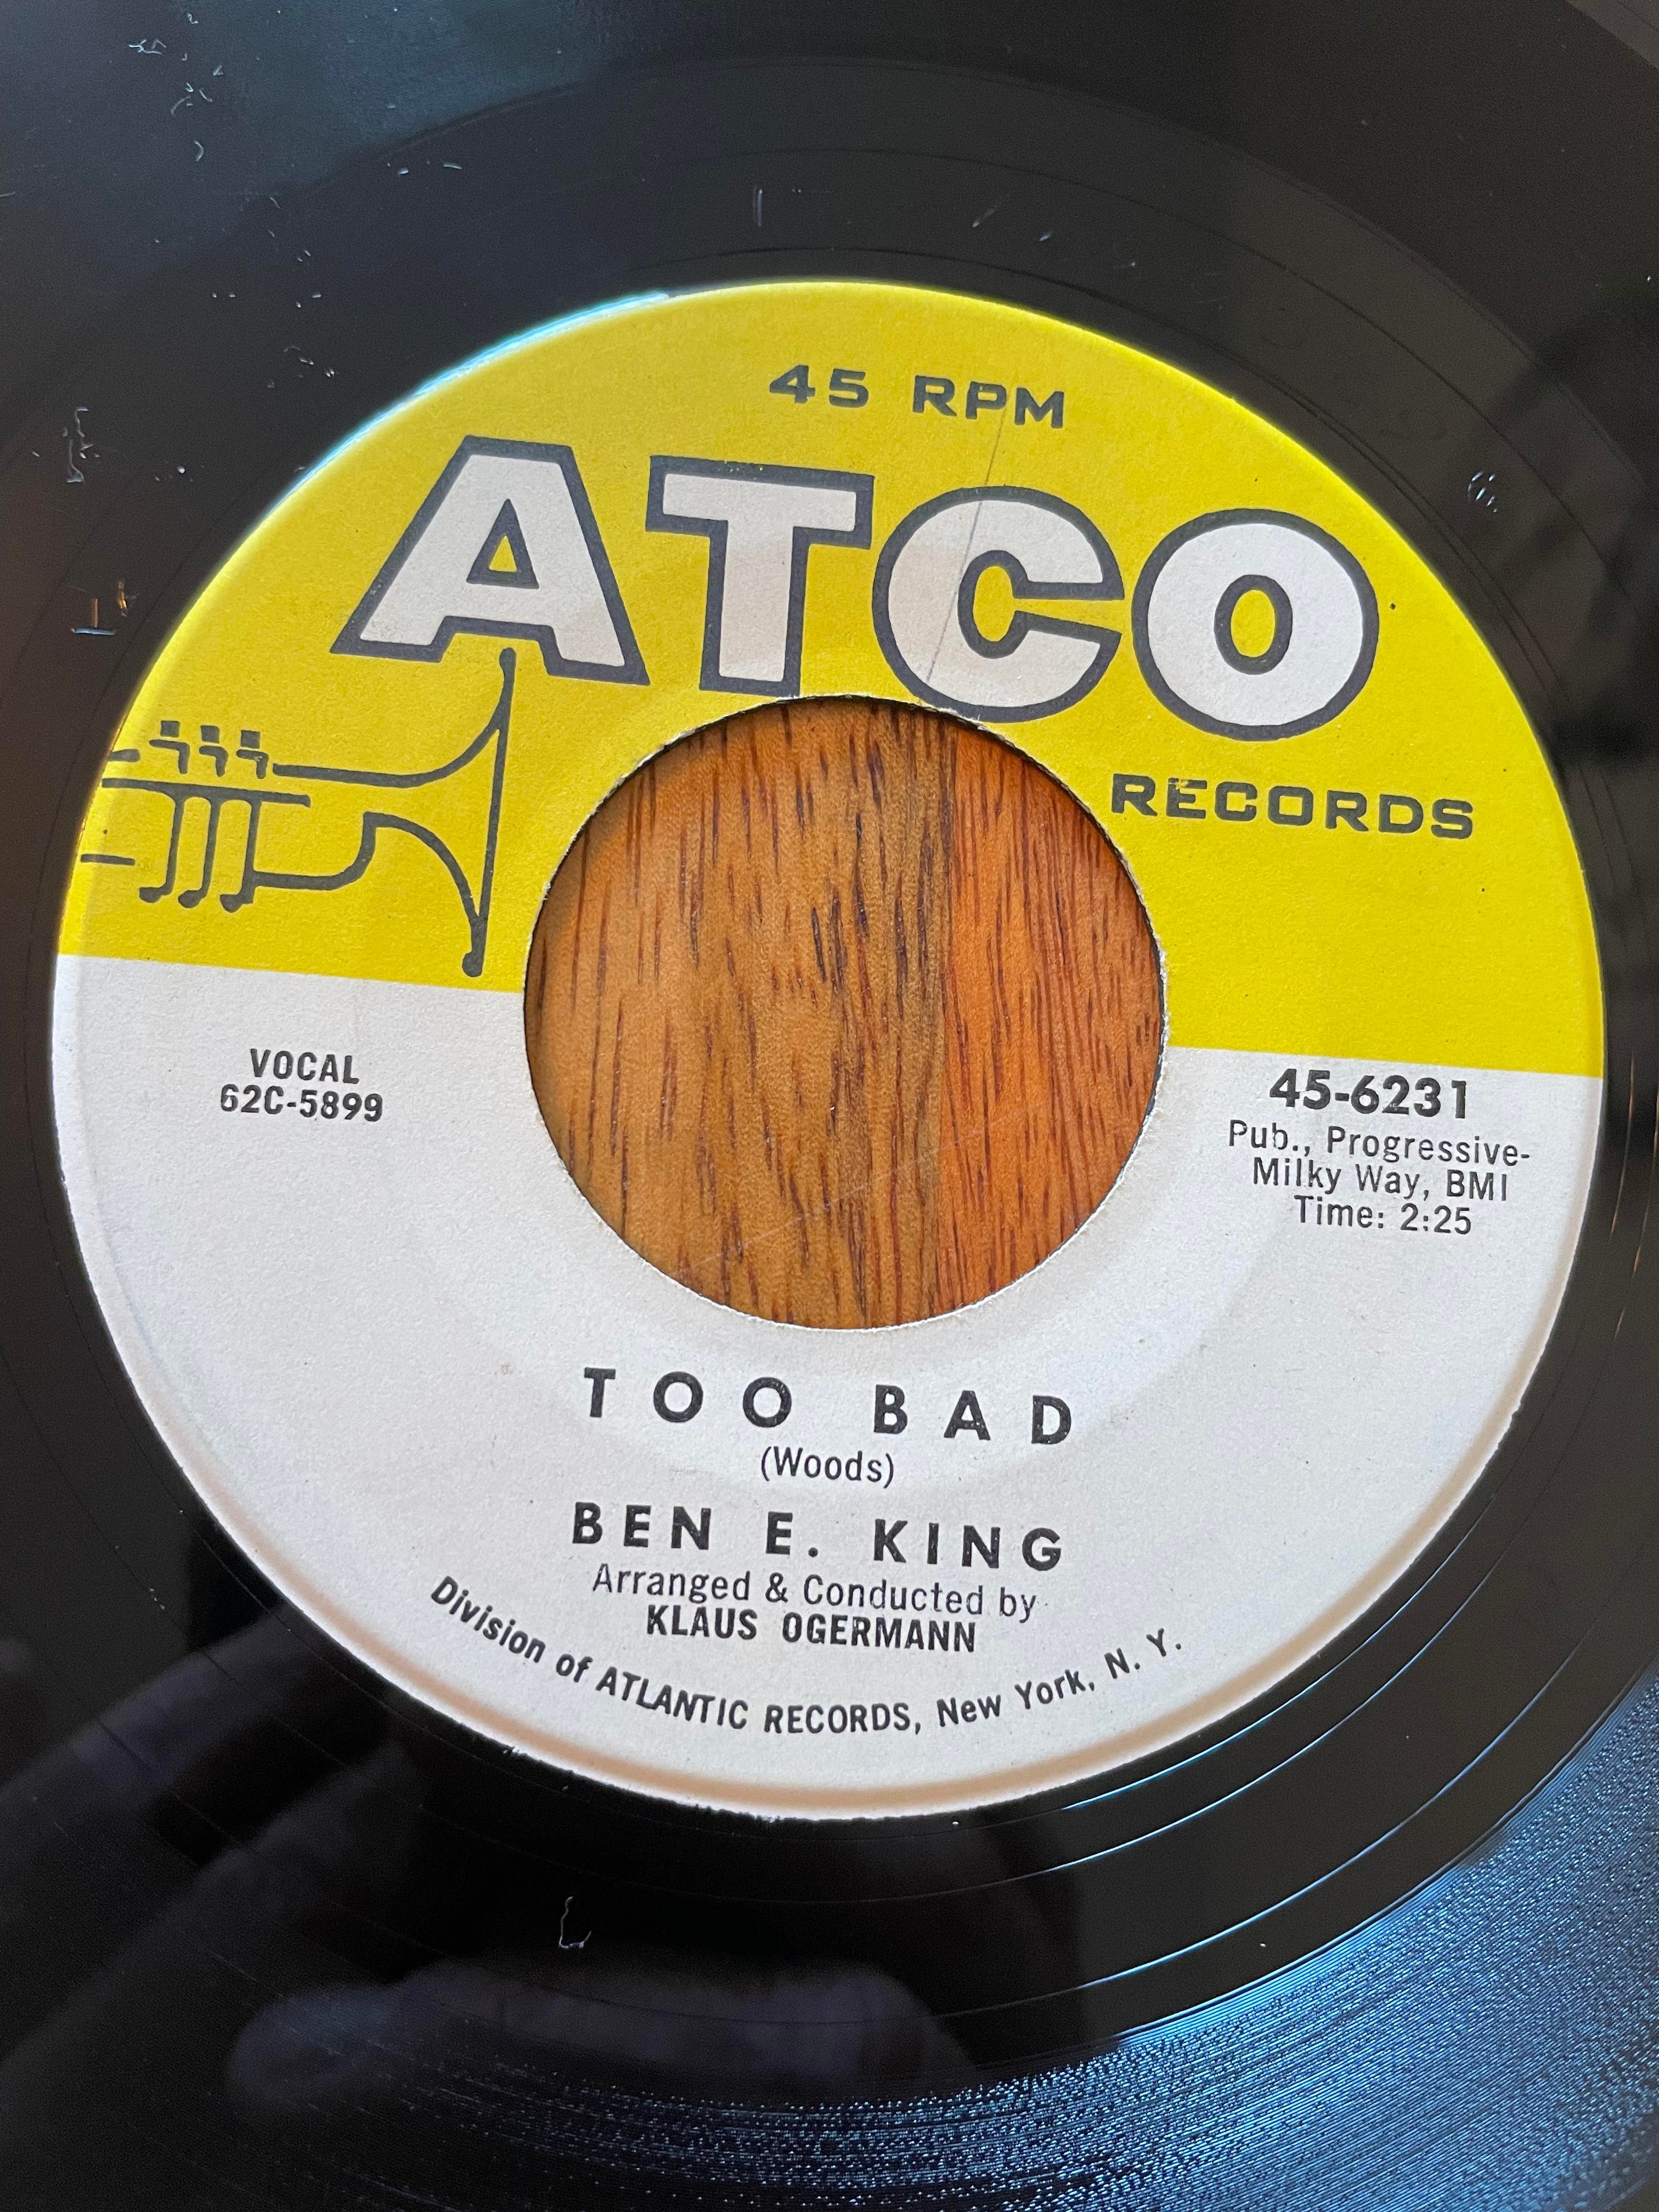 45 RPM
ATCO
RECORDS
VOCAL
62C-5899
45-6231
Pub., Progressive-
Milky Way, BMI
Time: 2:25
TOO BAD
(Woods)
BEN E. KING
Arranged & Conducted by
KLAUS OGERMANN
Division of ATLANTIC RECORDS, New York, N. Y.